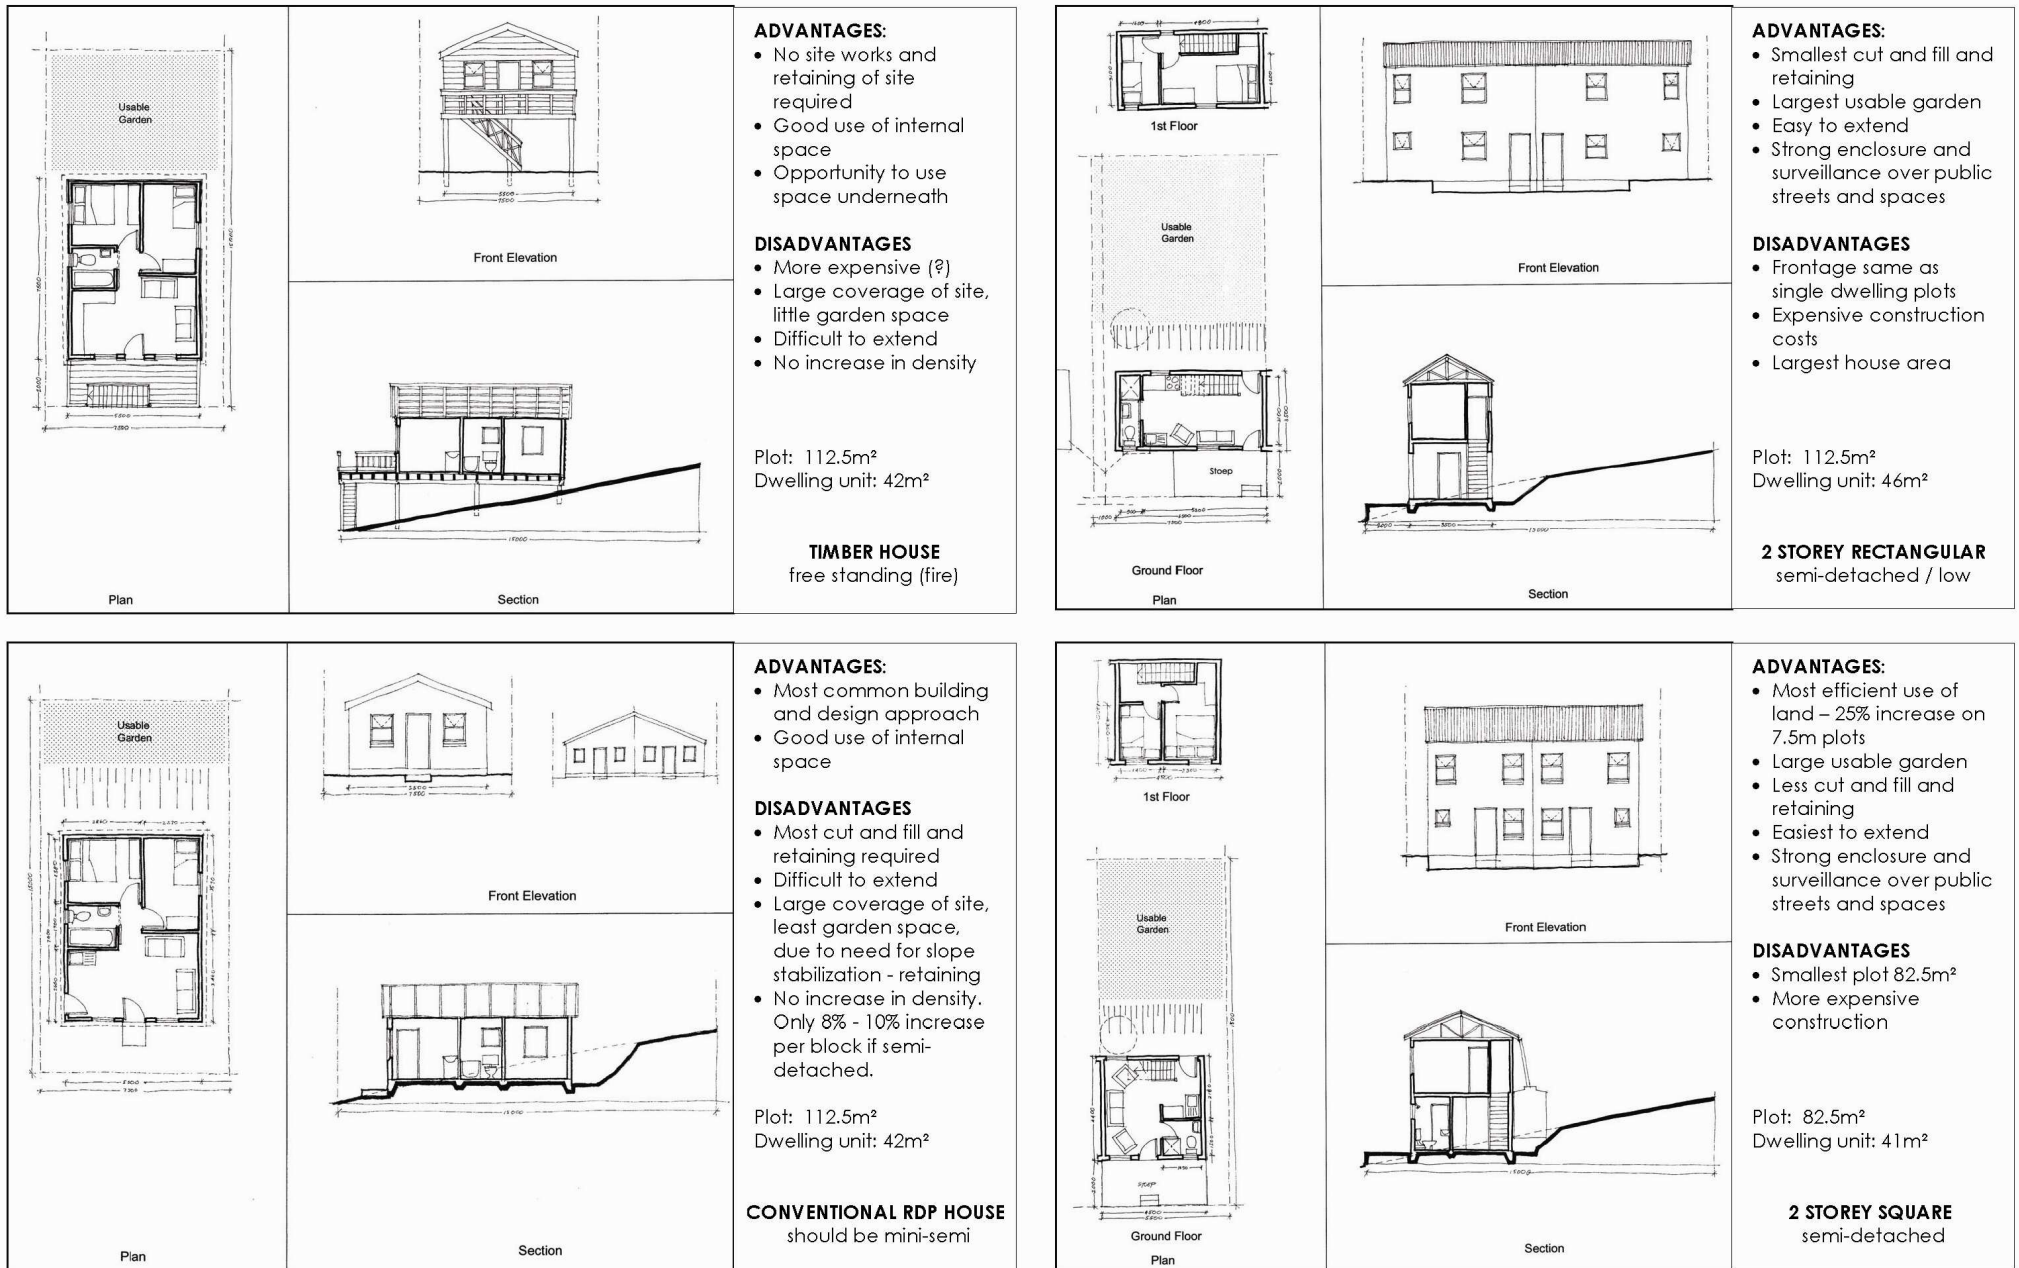 Usable
Garden
5500
7500
Plan
5500
7500
Front Elevation
15000
Section
ADVANTAGES:
• No site works and
retaining of site
required
• Good use of internal
space
• Opportunity to use
space underneath
DISADVANTAGES
• More expensive (?)
• Large coverage of site,
little garden space
• Difficult to extend
• No increase in density
Plot: 112.5m²
Dwelling unit: 42m²
TIMBER HOUSE
free standing (fire)
1st Floor
Usable
Garden
Stoep
Ground Floor
Plan
Front Elevation
Section
ADVANTAGES:
• Smallest cut and fill and
retaining
• Largest usable garden
• Easy to extend
• Strong enclosure and
surveillance over public
streets and spaces
DISADVANTAGES
• Frontage same as
single dwelling plots
• Expensive construction
costs
• Largest house area
Plot: 112.5m²
Dwelling unit: 46m²
2 STOREY RECTANGULAR
semi-detached / low
Usable
Garden
Plan
Front Elevation
Section
ADVANTAGES:
• Most common building
and design approach
• Good use of internal
space
DISADVANTAGES
• Most cut and fill and
retaining required
• Difficult to extend
• Large coverage of site,
least garden space,
due to need for slope
stabilization - retaining
• No increase in density.
Only 8% - 10% increase
per block if semi-
detached.
Plot: 112.5m²
Dwelling unit: 42m²
CONVENTIONAL RDP HOUSE
should be mini-semi
1st Floor
Usable
Garden
STOEP
Ground Floor
Plan
Front Elevation
Section
ADVANTAGES:
• Most efficient use of
land – 25% increase on
7.5m plots
• Large usable garden
• Less cut and fill and
retaining
• Easiest to extend
• Strong enclosure and
surveillance over public
streets and spaces
DISADVANTAGES
• Smallest plot 82.5m²
• More expensive
construction
Plot: 82.5m²
Dwelling unit: 41m²
2 STOREY SQUARE
semi-detached